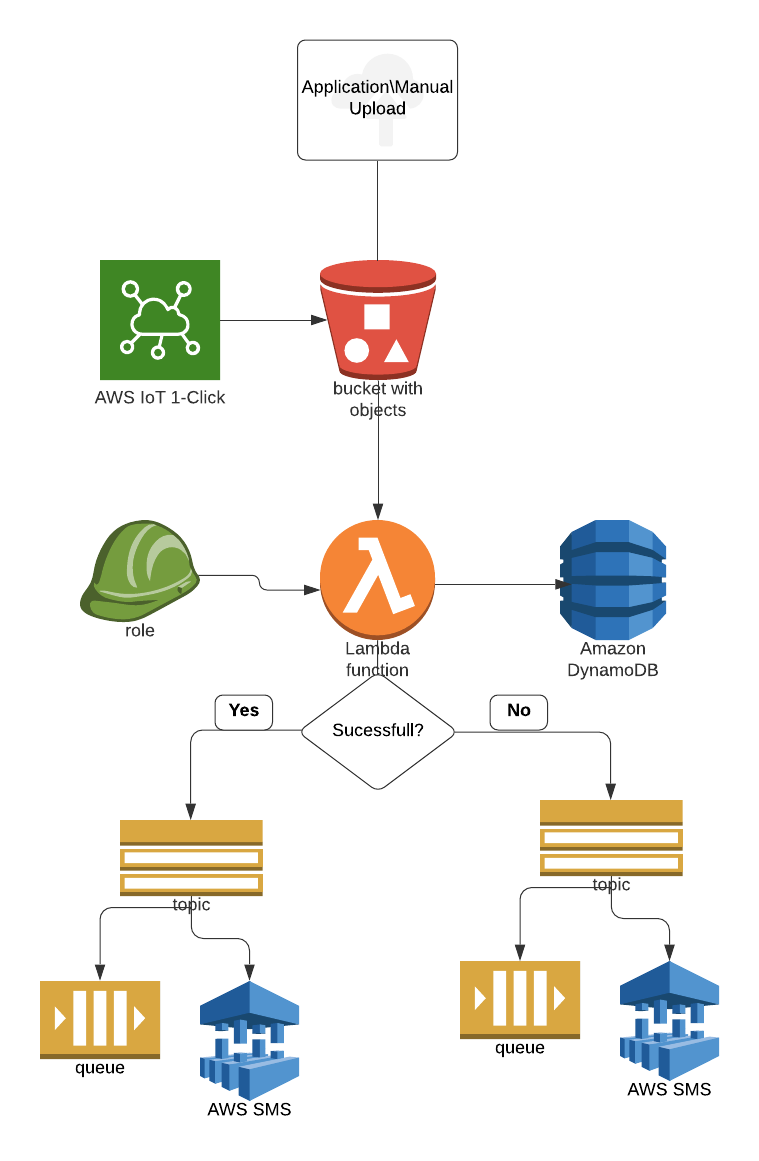 Application\Manual
Upload
AWS IoT 1-Click
bucket with
objects
role
Lambda
function
Amazon
DynamoDB
Yes
No
Sucessfull?
topic
topic
queue
AWS SMS
queue
AWS SMS